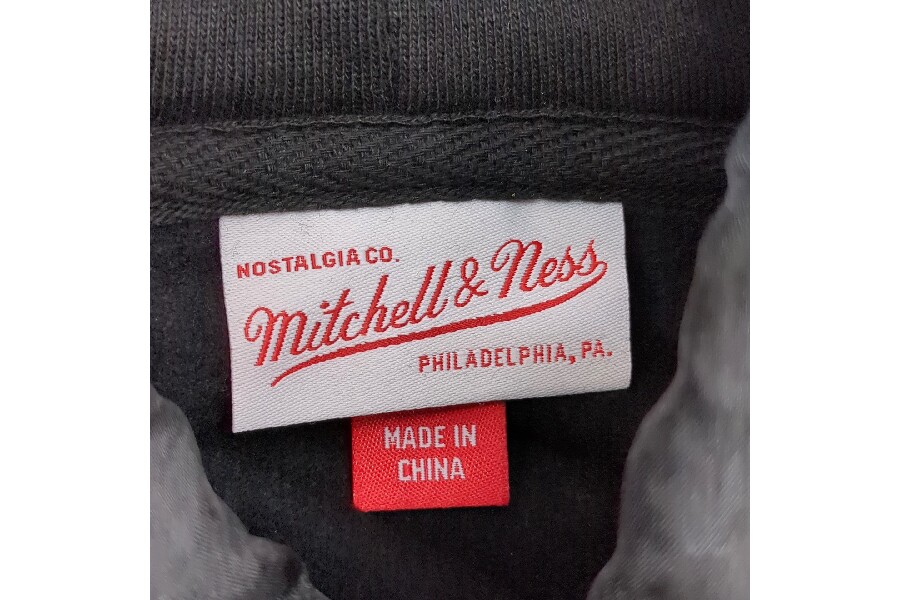 NOSTALGIA CO.
Mitchell & Ness
PHILADELPHIA, PA.
MADE IN
CHINA